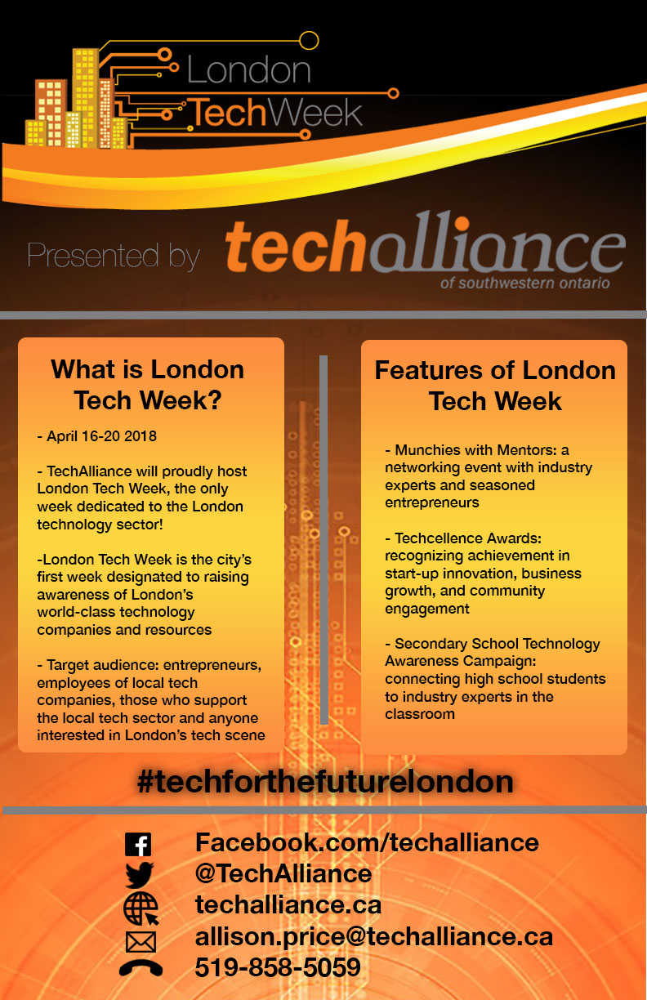 London
TechWeek
Presented by
techalliance
of southwestern ontario
What is London
Tech Week?
- April 16-20 2018
- TechAlliance will proudly host
London Tech Week, the only
week dedicated to the London
technology sector!
-London Tech Week is the city's
first week designated to raising
awareness of London's
world-class technology
companies and resources
- Target audience: entrepreneurs,
employees of local tech
companies, those who support
the local tech sector and anyone
interested in London's tech scene
Features of London
Tech Week
- Munchies with Mentors: a
networking event with industry
experts and seasoned
entrepreneurs
- Techcellence Awards:
recognizing achievement in
start-up innovation, business
growth, and community
engagement
- Secondary School Technology
Awareness Campaign:
connecting high school students
to industry experts in the
classroom
#techforthefuturelondon
Facebook.com/techalliance
@TechAlliance
techalliance.ca
allison.price@techalliance.ca
519-858-5059